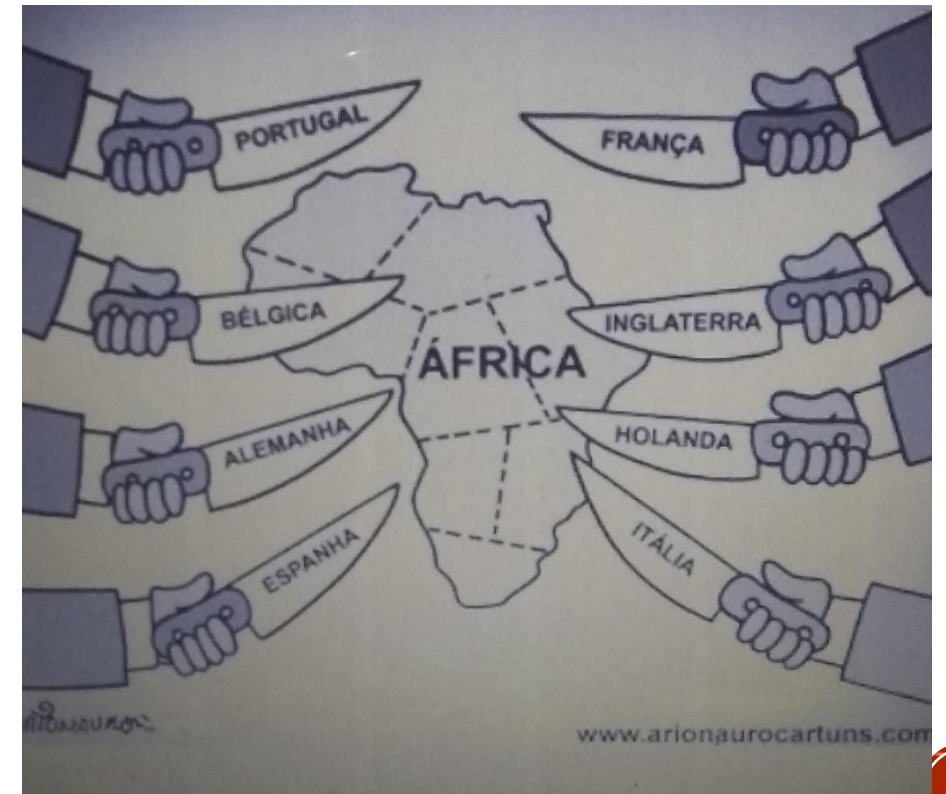 PORTUGAL
FRANÇA
BÉLGICA
INGLATERRA
ÁFRICA
ALEMANHA
HOLANDA
ESPANHA
ITÁLIA
www.arionaurocartuns.com